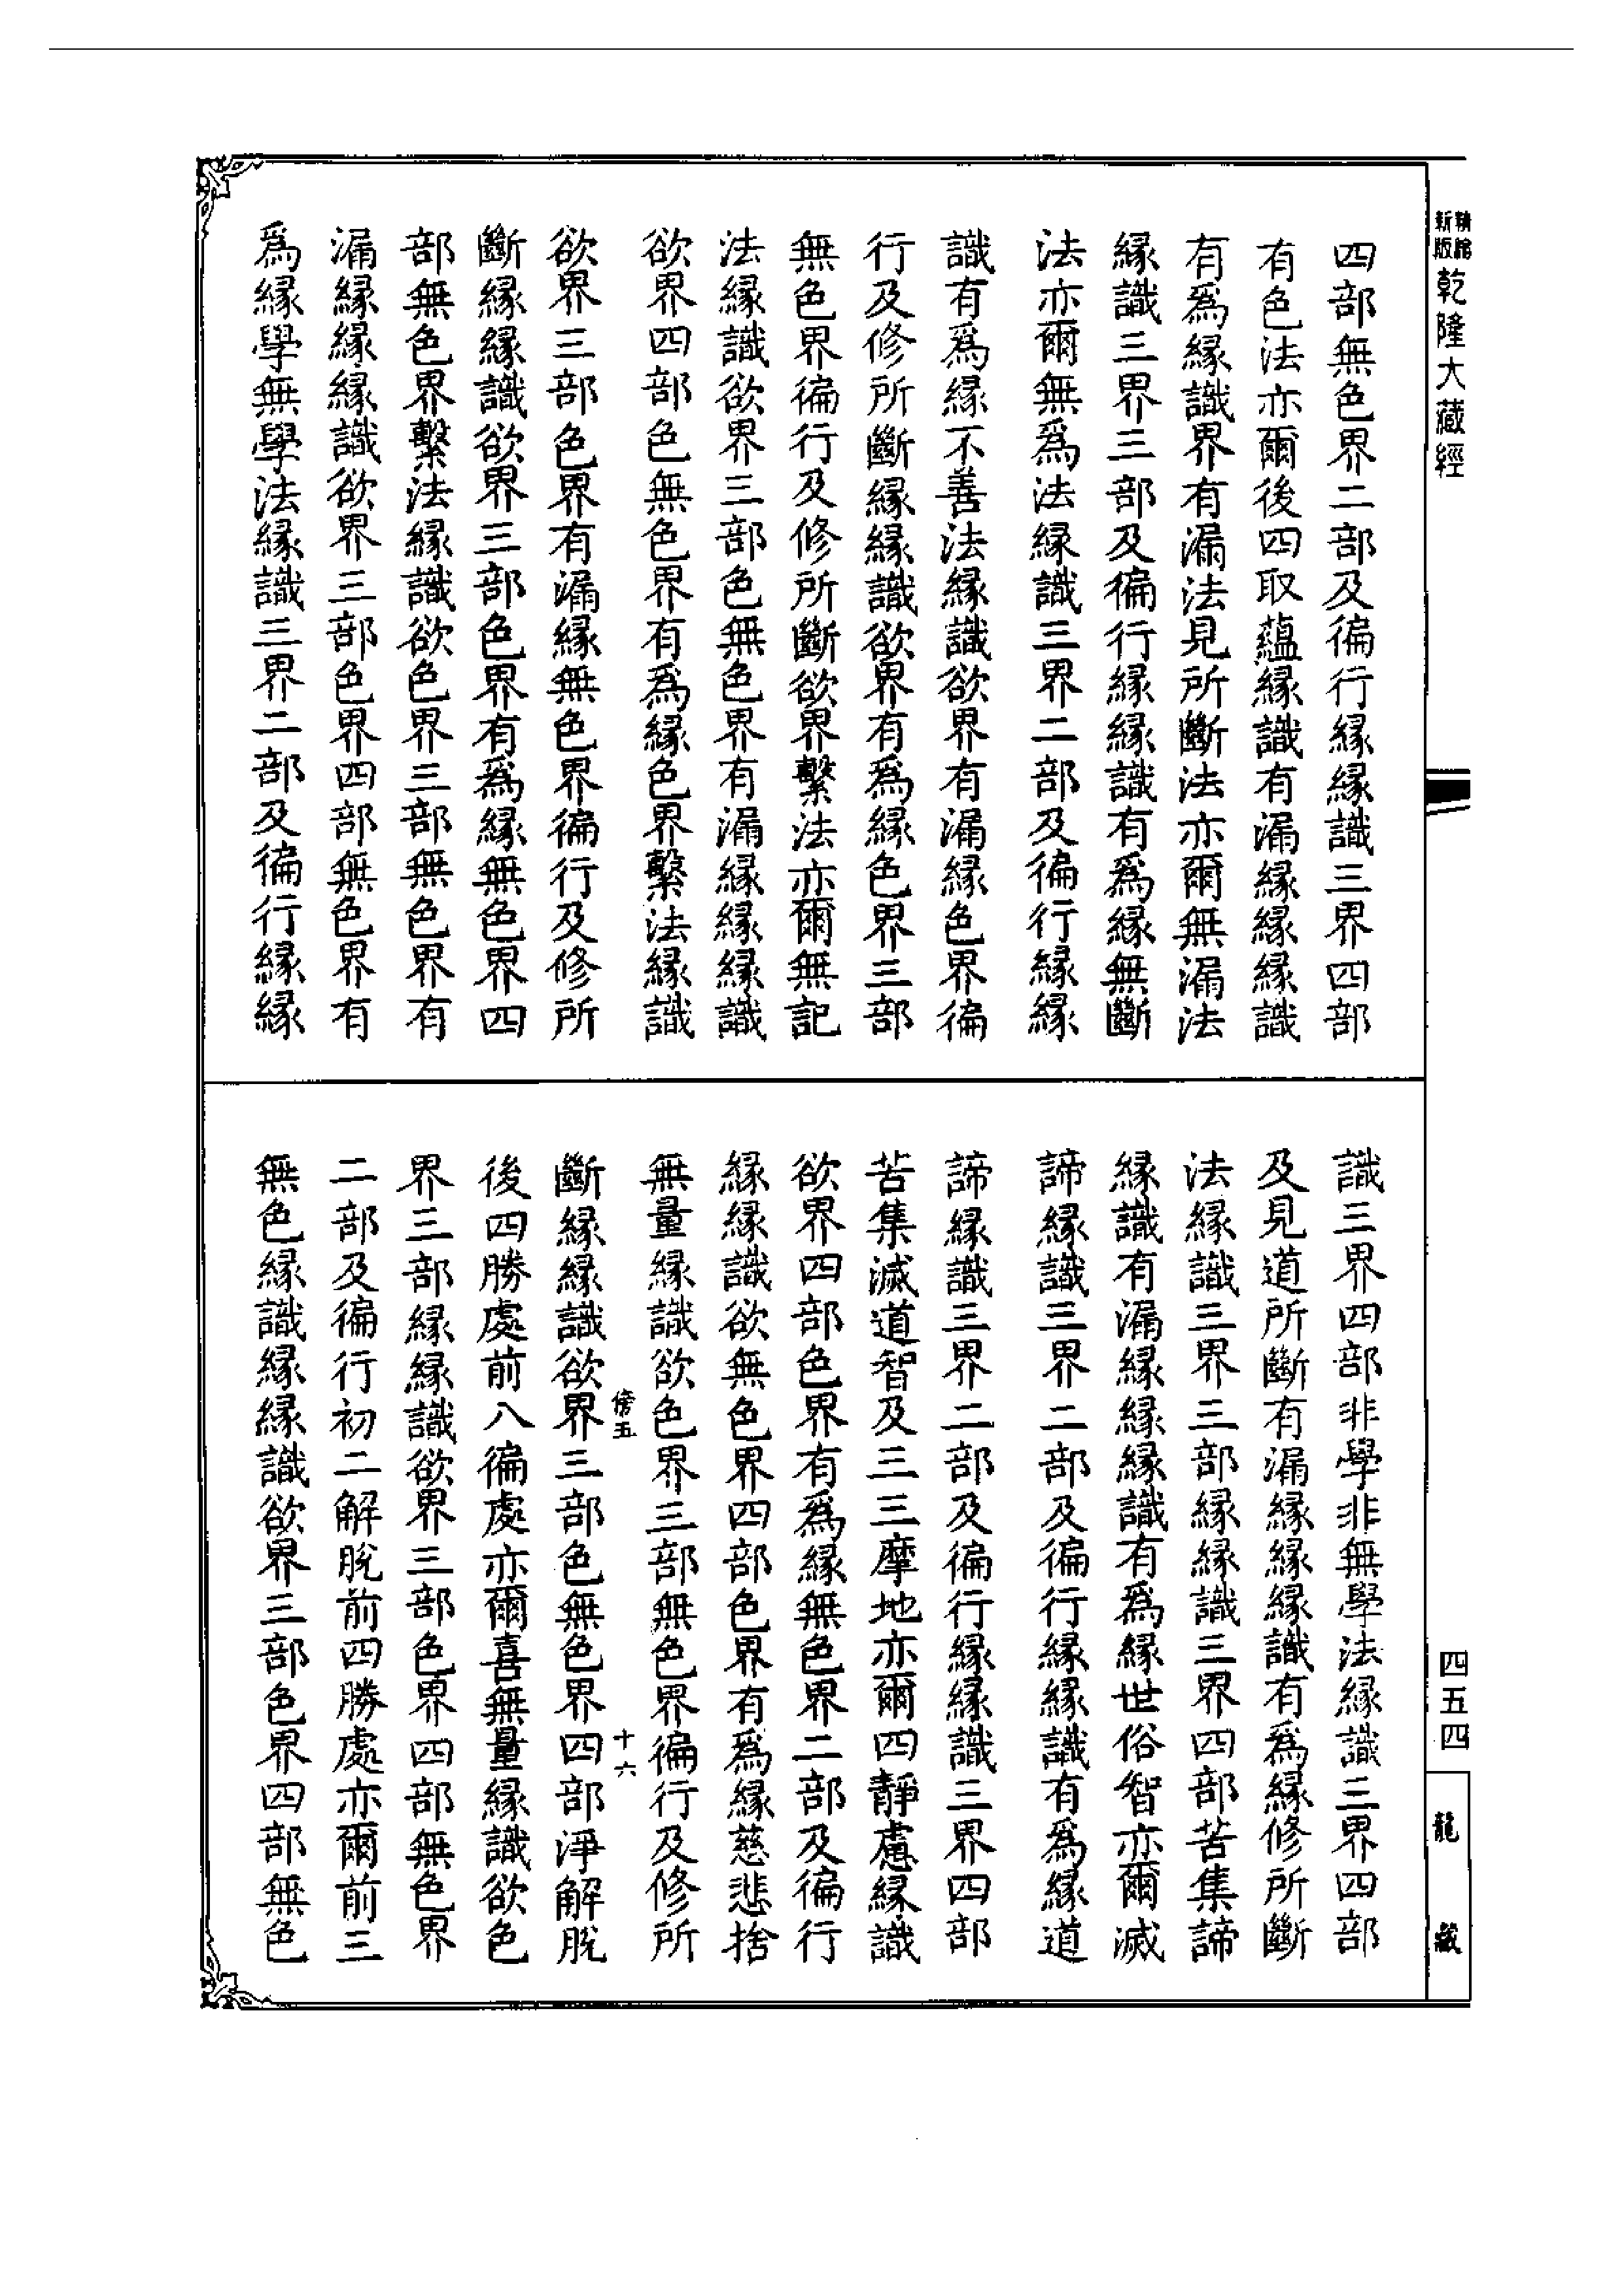 精縮新版乾隆大藏經
四部無色界二部及徧行緣緣識三界四部
有色法亦爾後四取蘊緣識有漏緣緣緣識
有爲緣識界有漏法見所斷法亦爾無漏法
緣識三界三部及徧行緣緣識有爲緣無斷
法亦爾無爲法緣識三界二部及徧行緣緣
識有爲緣不善法緣識欲界有漏緣色界徧
行及修所斷緣緣識欲界有爲緣色界三部
無色界徧行及修所斷欲界繫法亦爾無記
法緣識欲界三部色無色界有漏緣緣緣識
欲界四部色無色界有爲緣色界繫法緣識
欲界三部色界有漏緣無色界徧行及修所
斷緣緣識欲界三部色界有爲緣無色界四
部無色界繫法緣識欲色界三部無色界有
漏緣緣緣識欲界三部色界四部無色界有
爲緣學無學法緣識三界二部及徧行緣緣
識三界四部非學非無學法緣識三界四部
及見道所斷有漏緣緣緣識有爲緣修所斷
法緣識三界三部緣緣識三界四部苦集諦
緣識有漏緣緣緣識有爲緣世俗智亦爾滅
諦緣識三界二部及徧行緣緣識有爲緣道
諦緣識三界二部及徧行緣緣識三界四部
苦集滅道智及三三摩地亦爾四靜慮緣識
欲界四部色界有爲緣無色界二部及徧行
緣緣識欲無色界四部色界有爲緣慈悲捨
無量緣識欲色界三部無色界徧行及修所
斷緣緣識欲界三部色無色界四部淨解脫
後四勝處前八徧處亦爾喜無量緣識欲色
界三部緣緣識欲界三部色界四部無色界
二部及徧行初二解脫前四勝處亦爾前三
無色緣識緣緣識欲界三部色界四部無色
傍五
十六
四五四
龍藏